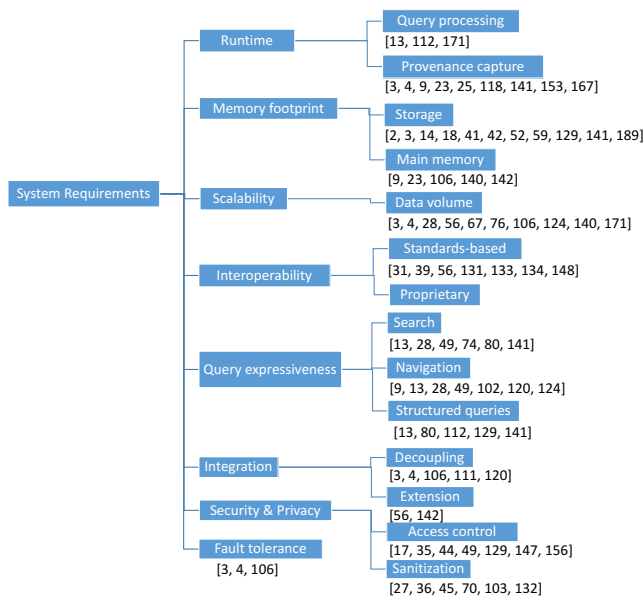 Query processing
Runtime
[13, 112, 171]
Provenance capture
[3, 4, 9, 23, 25, 118, 141, 153, 167]
Memory footprint
Storage
[2, 3, 14, 18, 41, 42, 52, 59, 129, 141, 189]
Main memory
[9, 23, 106, 140, 142]
System Requirements
Scalability
Data volume
[3, 4, 28, 56, 67, 76, 106, 124, 140, 171]
Standards-based
[31, 39, 56, 131, 133, 134, 148]
Interoperability
Proprietary
Search
[13, 28, 49, 74, 80, 141]
Query expressiveness
Navigation
[9, 13, 28, 49, 102, 120, 124]
Structured queries
[13, 80, 112, 129, 141]
Integration
Decoupling
[3, 4, 106, 111, 120]
Extension
[56, 142]
Security & Privacy
Access control
[17, 35, 44, 49, 129, 147, 156]
Fault tolerance
[3, 4, 106]
Sanitization
[27, 36, 45, 70, 103, 132]